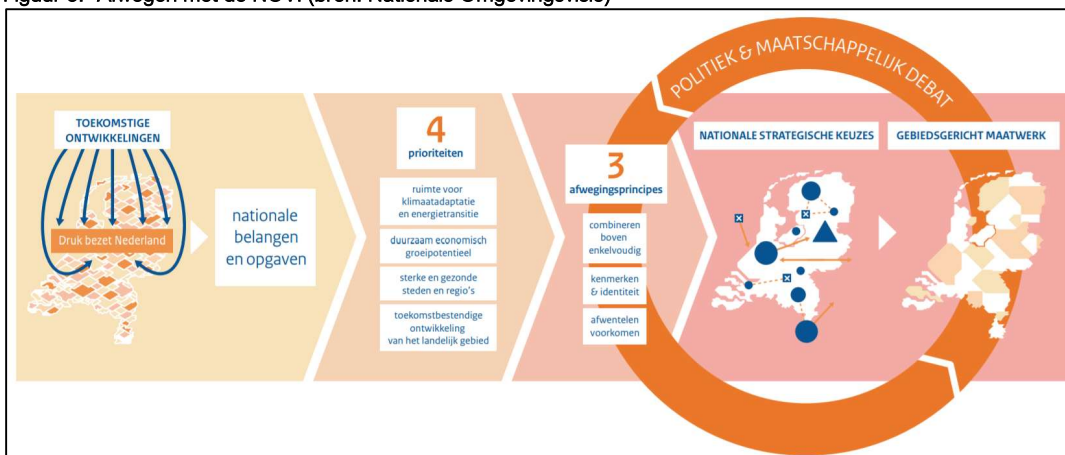 TOEKOMSTIGE
ONTWIKKELINGEN
Druk bezet Nederland
nationale
belangen
en opgaven
4
prioriteiten
ruimte voor
klimaatadaptatie
en energietransitie
duurzaam economisch
groeipotentieel
sterke en gezonde
steden en regio's
toekomstbestendige
ontwikkeling
van het landelijk gebied
3
afwegingsprincipes
combineren
boven
enkelvoudig
kenmerken
& identiteit
afwentelen
voorkomen
POLITIEK & MAATSCHAPPELIJK DEBAT
NATIONALE STRATEGISCHE KEUZES
GEBIEDSGERICHT MAATWERK